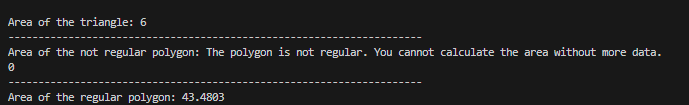 Area of the triangle: 6
---------------------------------------------------------------------
Area of the not regular polygon: The polygon is not regular. You cannot calculate the area without more data.
0
---------------------------------------------------------------------
Area of the regular polygon: 43.4803